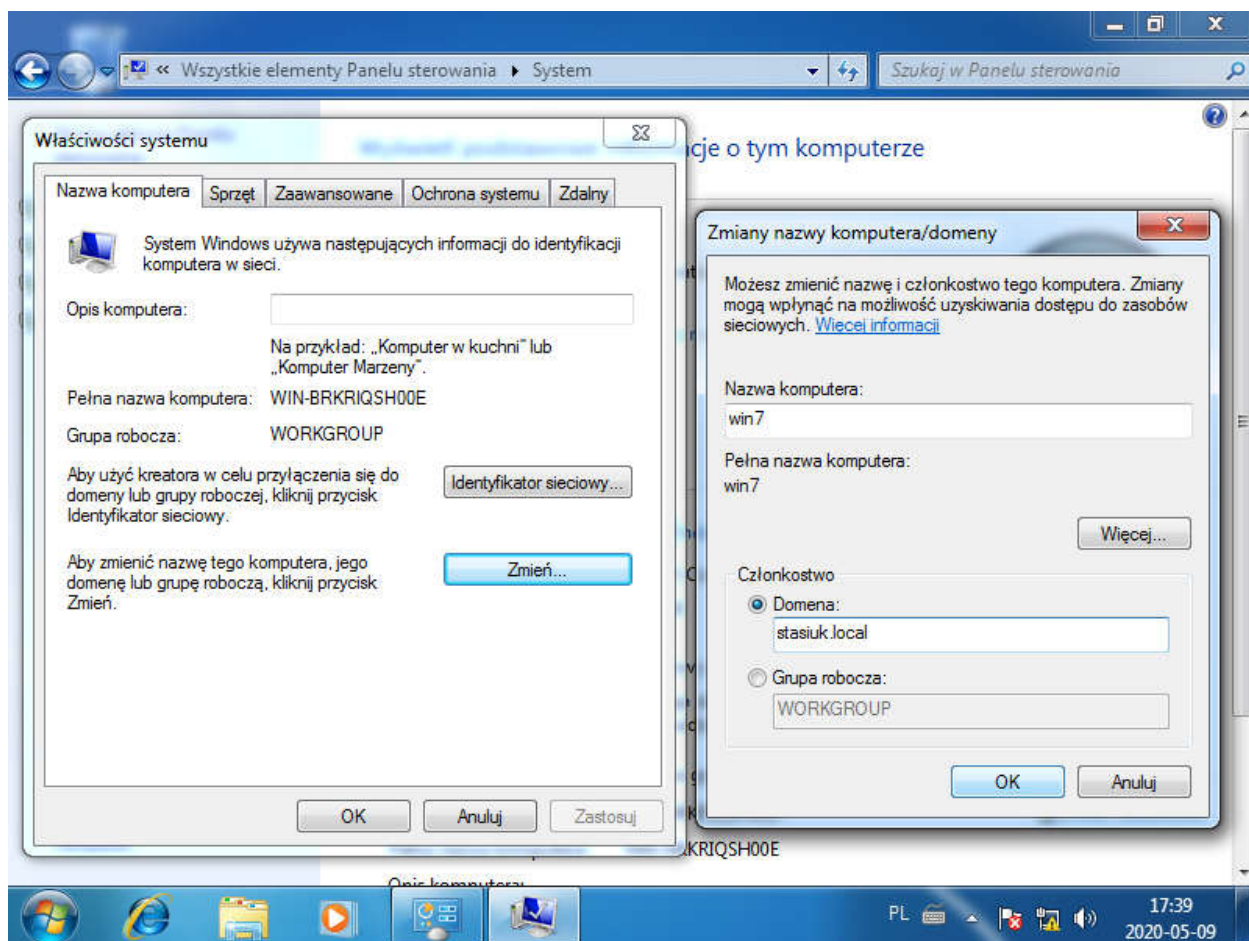 « Wszystkie elementy Panelu sterowania ▸ System
Szukaj w Panelu sterowania
cje o tym komputerze
Właściwości systemu
Nazwa komputera
Sprzęt
Zaawansowane
Ochrona systemu
Zdalny
System Windows używa następujących informacji do identyfikacji
komputera w sieci.
Opis komputera:
Na przykład: „Komputer w kuchni” lub
„Komputer Marzeny”.
Pełna nazwa komputera: WIN-BRKRIQSH00E
Grupa robocza: WORKGROUP
Aby użyć kreatora w celu przyłączenia się do
domeny lub grupy roboczej, kliknij przycisk
Identyfikator sieciowy.
Identyfikator sieciowy...
Aby zmienić nazwę tego komputera, jego
domenę lub grupę roboczą, kliknij przycisk
Zmień.
Zmień...
OK
Anuluj
Zastosuj
Zmiany nazwy komputera/domeny
Możesz zmienić nazwę i członkostwo tego komputera. Zmiany
mogą wpłynąć na możliwość uzyskiwania dostępu do zasobów
sieciowych. Więcej informacji
Nazwa komputera:
win7
Pełna nazwa komputera:
win7
Więcej...
Członkostwo
Domena:
stasiuk.local
Grupa robocza:
WORKGROUP
OK
Anuluj
KRIQSH00E
Opis komputera:
PL
17:39
2020-05-09